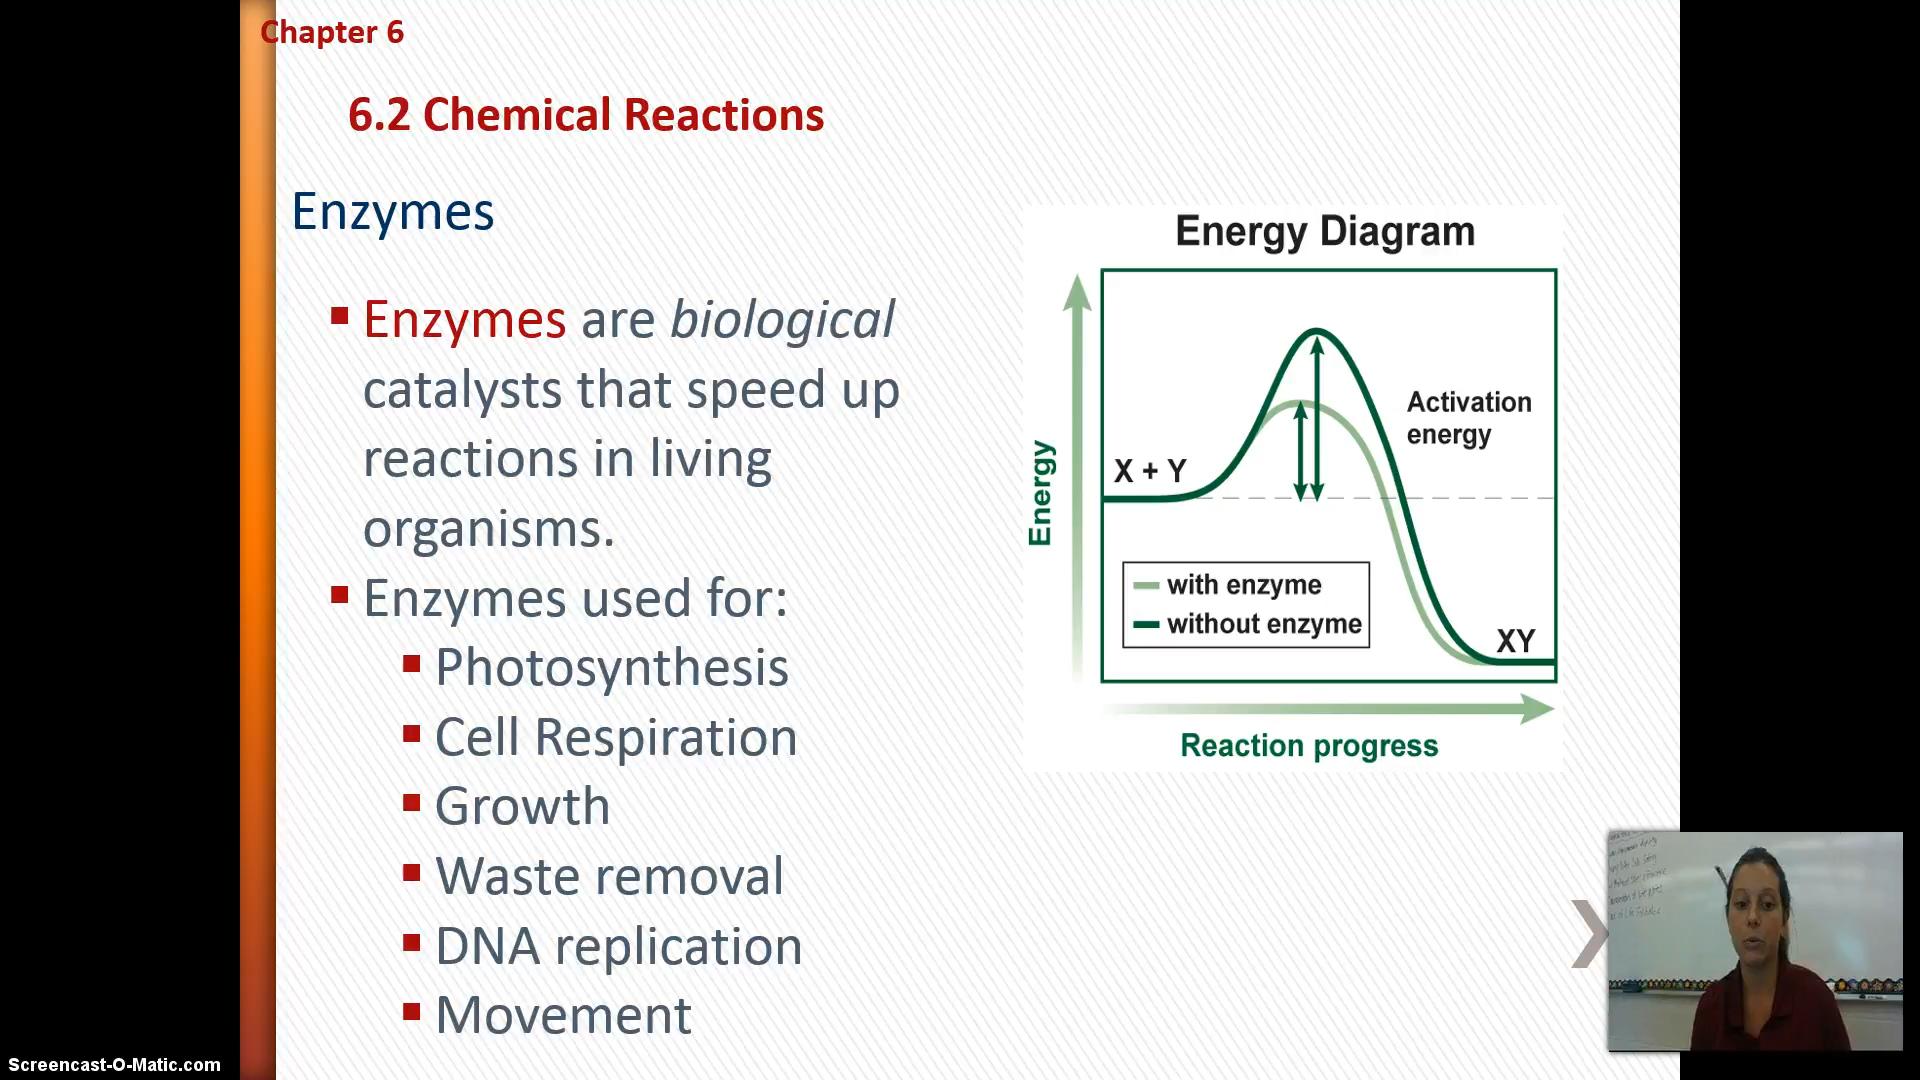 Chapter 6
6.2 Chemical Reactions
Enzymes
Enzymes are biological
catalysts that speed up
reactions in living
organisms.
Enzymes used for:
Photosynthesis
Cell Respiration
Growth
Waste removal
DNA replication
Movement
Energy Diagram
Energy
X + Y
Activation
energy
with enzyme
without enzyme
XY
Reaction progress
Screencast-O-Matic.com